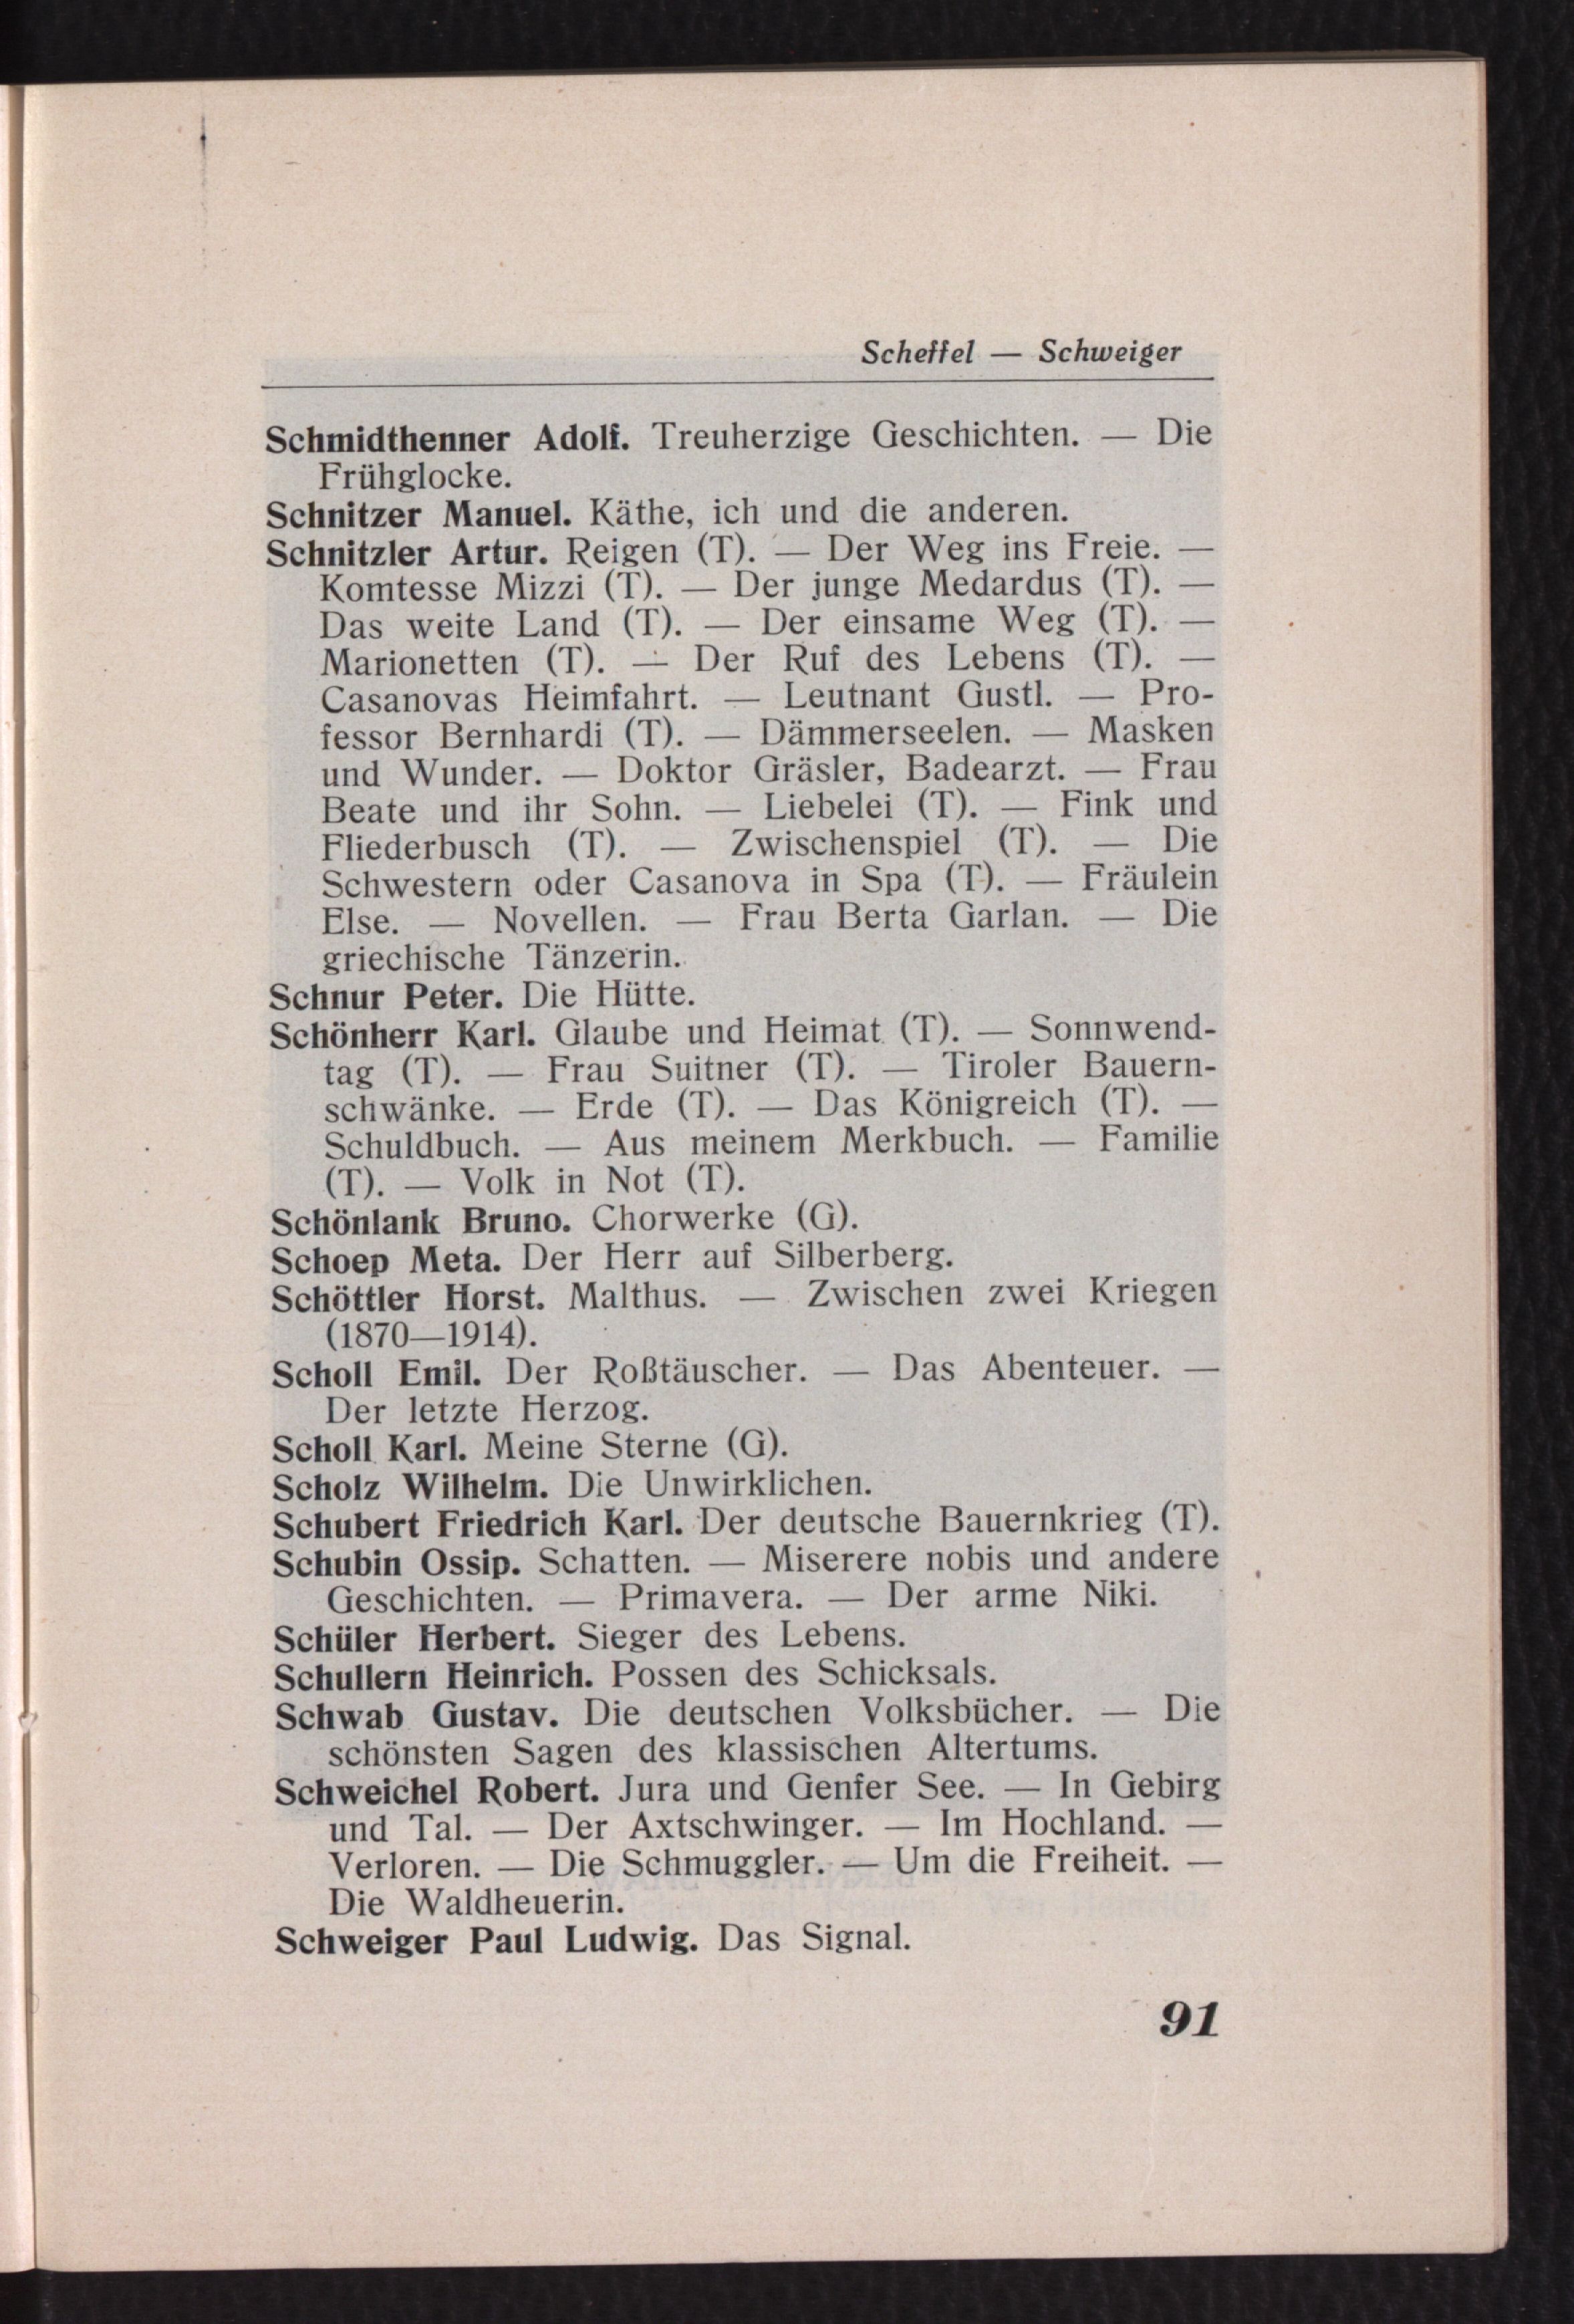 Scheffel — Schweiger
Schmidthenner Adolf. Treuherzige Geschichten. — Die
Frühglocke.
Schnitzer Manuel. Käthe, ich und die anderen.
Schnitzler Artur. Reigen (T). — Der Weg ins Freie. —
Komtesse Mizzi (T). — Der junge Medardus (T). —
Das weite Land (T). — Der einsame Weg (T). —
Marionetten (T). — Der Ruf des Lebens (T). —
Casanovas Heimfahrt. — Leutnant Gustl. — Pro-
fessor Bernhardi (T). — Dämmerseelen. — Masken
und Wunder. — Doktor Gräsler, Badearzt. — Frau
Beate und ihr Sohn. — Liebelei (T). — Fink und
Fliederbusch (T). — Zwischenspiel (T). — Die
Schwestern oder Casanova in Spa (T). — Fräulein
Else. — Novellen. — Frau Berta Garlan. — Die
griechische Tänzerin.
Schnur Peter. Die Hütte.
Schönherr Karl. Glaube und Heimat (T). — Sonnwend-
tag (T). — Frau Suitner (T). — Tiroler Bauern-
schwänke. — Erde (T). — Das Königreich (T). —
Schuldbuch. — Aus meinem Merkbuch. — Familie
(T). — Volk in Not (T).
Schönlank Bruno. Chorwerke (G).
Schoep Meta. Der Herr auf Silberberg.
Schöttler Horst. Malthus. — Zwischen zwei Kriegen
(1870—1914).
Scholl Emil. Der Roßtäuscher. — Das Abenteuer. —
Der letzte Herzog.
Scholl Karl. Meine Sterne (G).
Scholz Wilhelm. Die Unwirklichen.
Schubert Friedrich Karl. Der deutsche Bauernkrieg (T).
Schubin Ossip. Schatten. — Miserere nobis und andere
Geschichten. — Primavera. — Der arme Niki.
Schüler Herbert. Sieger des Lebens.
Schullern Heinrich. Possen des Schicksals.
Schwab Gustav. Die deutschen Volksbücher. — Die
schönsten Sagen des klassischen Altertums.
Schweichel Robert. Jura und Genfer See. — In Gebirg
und Tal. — Der Axtschwinger. — Im Hochland. —
Verloren. — Die Schmuggler. — Um die Freiheit. —
Die Waldheuerin.
Schweiger Paul Ludwig. Das Signal.
91